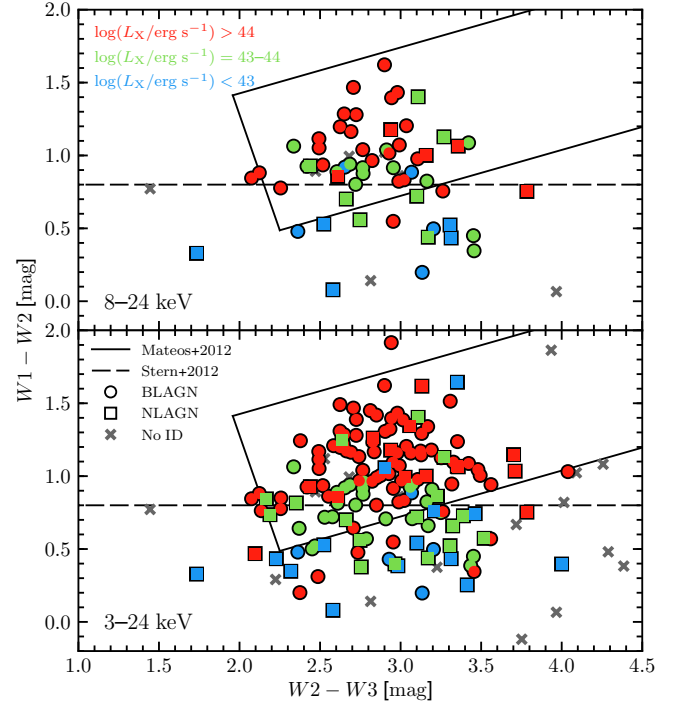 2.0
log(L_X/erg s⁻¹) > 44
log(L_X/erg s⁻¹) = 43–44
log(L_X/erg s⁻¹) < 43
1.5
1.0
0.5
0.0
8–24 keV
W1 − W2 [mag]
2.0
Mateos+2012
Stern+2012
BLAGN
NLAGN
No ID
1.5
1.0
0.5
0.0
3–24 keV
1.0 1.5 2.0 2.5 3.0 3.5 4.0 4.5
W2 − W3 [mag]